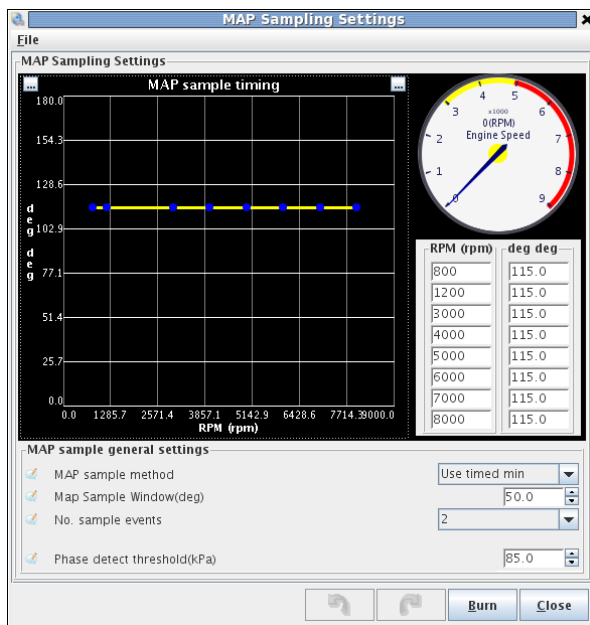 MAP Sampling Settings
File
MAP Sampling Settings
... MAP sample timing ...
180.0
154.3
128.6
102.9
77.1
51.4
25.7
0.0
deg deg
0.0 1285.7 2571.4 3857.1 5142.9 6428.6 7714.3 9000.0
RPM (rpm)
0 1 2 3 4 5 6 7 8 9
x1000
0(RPM)
Engine Speed
RPM (rpm) deg deg
800 115.0
1200 115.0
3000 115.0
4000 115.0
5000 115.0
6000 115.0
7000 115.0
8000 115.0
MAP sample general settings
MAP sample method Use timed min
Map Sample Window(deg) 50.0
No. sample events 2
Phase detect threshold(kPa) 85.0
Burn Close